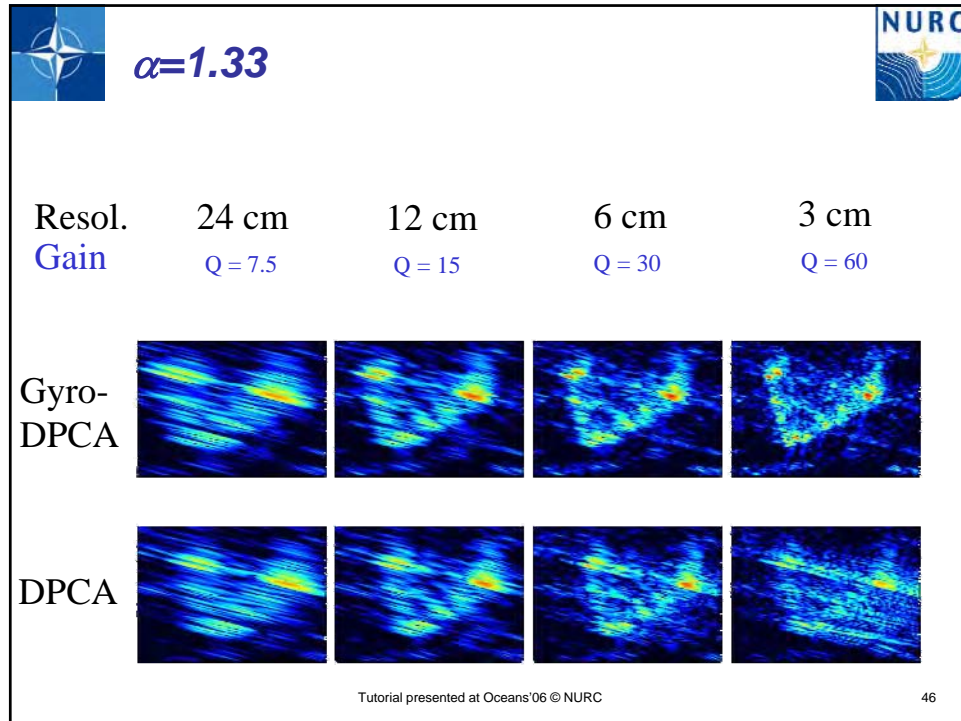 NURC
α=1.33
Resol. 24 cm 12 cm 6 cm 3 cm
Gain Q = 7.5 Q = 15 Q = 30 Q = 60
Gyro-
DPCA
DPCA
Tutorial presented at Oceans'06 © NURC 46